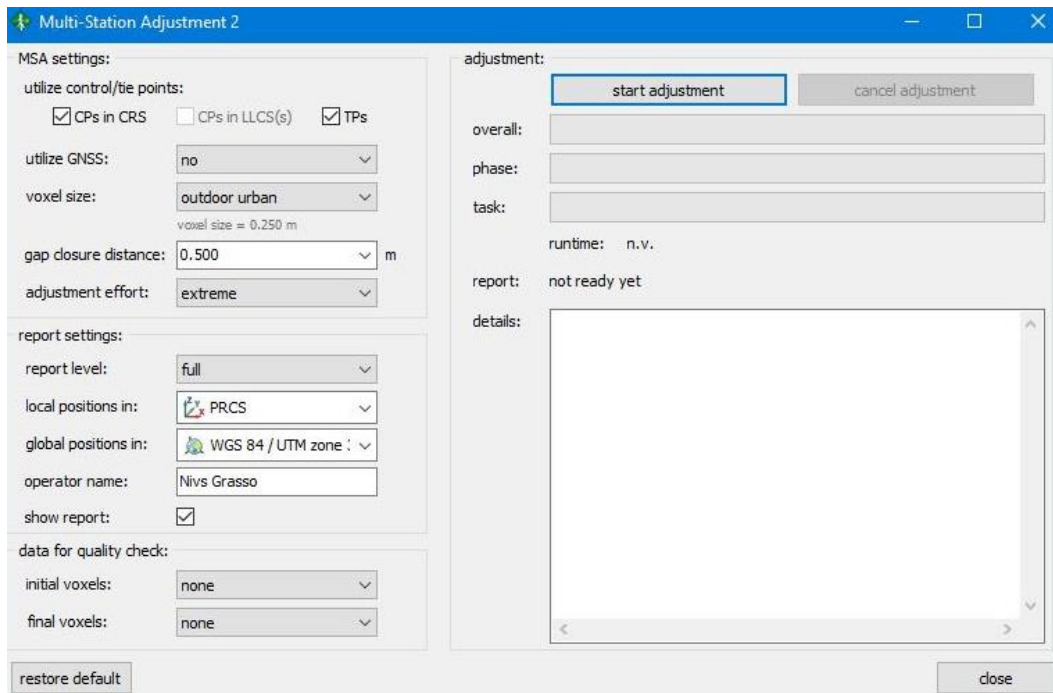 Multi-Station Adjustment 2
MSA settings:
utilize control/tie points:
CPs in CRS CPs in LLCS(s) TPs
utilize GNSS: no
voxel size: outdoor urban
voxel size = 0.250 m
gap closure distance: 0.500 m
adjustment effort: extreme
report settings:
report level: full
local positions in: PRCS
global positions in: WGS 84 / UTM zone
operator name: Nivs Grasso
show report:
data for quality check:
initial voxels: none
final voxels: none
restore default
adjustment:
start adjustment cancel adjustment
overall:
phase:
task:
runtime: n.v.
report: not ready yet
details:
close